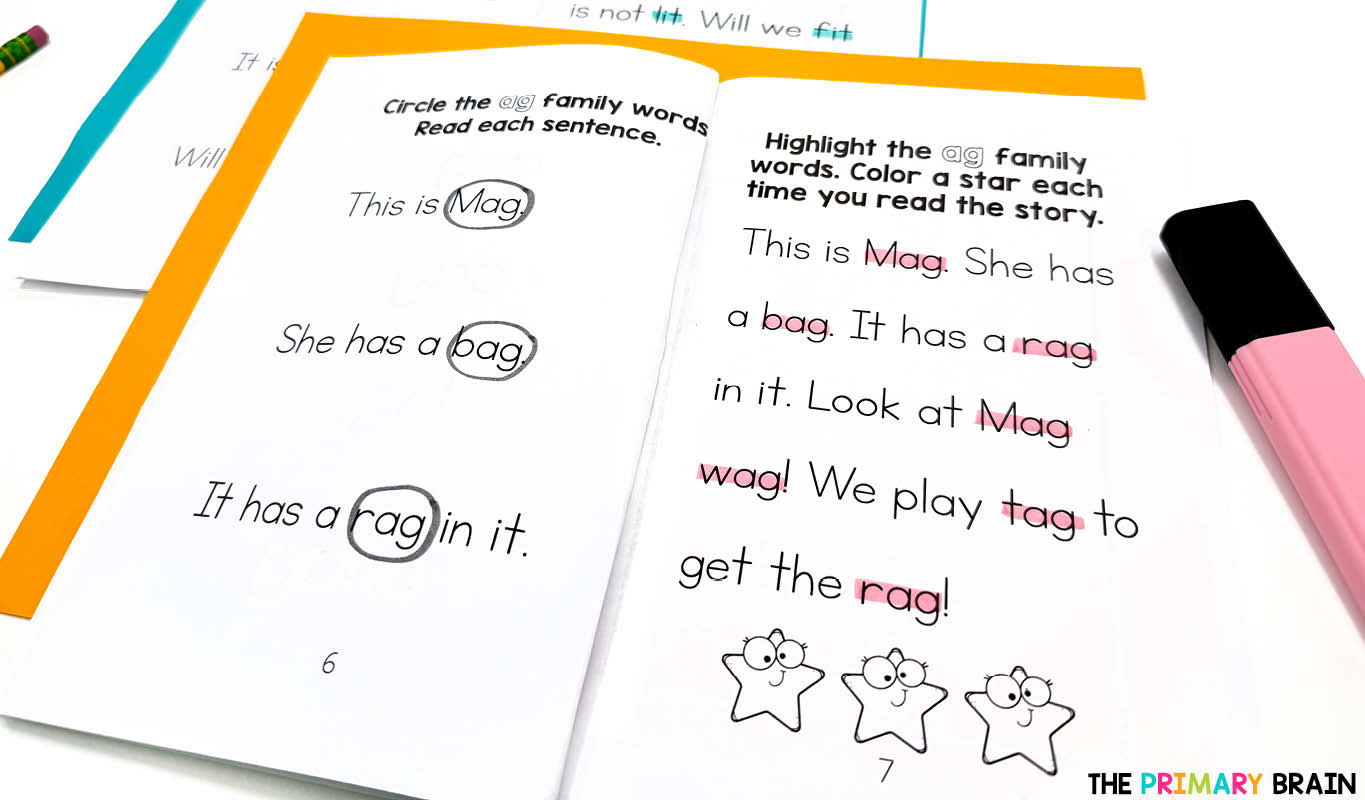 is not lit. Will we fit
It is
Will
Circle the ag family words
Read each sentence.
This is Mag.
She has a bag.
It has a rag in it.
6
Highlight the ag family
words. Color a star each
time you read the story.
This is Mag. She has
a bag. It has a rag
in it. Look at Mag
wag! We play tag to
get the rag!
7
THE PRIMARY BRAIN